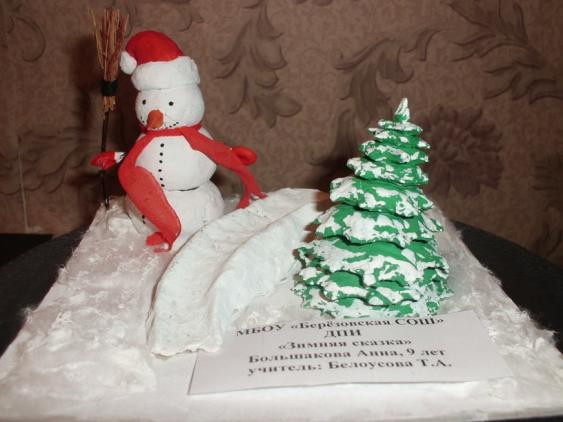 МБОУ «Берёзовская СОШ»
ДПИ
«Зимняя сказка»
Большакова Анна, 9 лет
учитель: Белоусова Т.А.